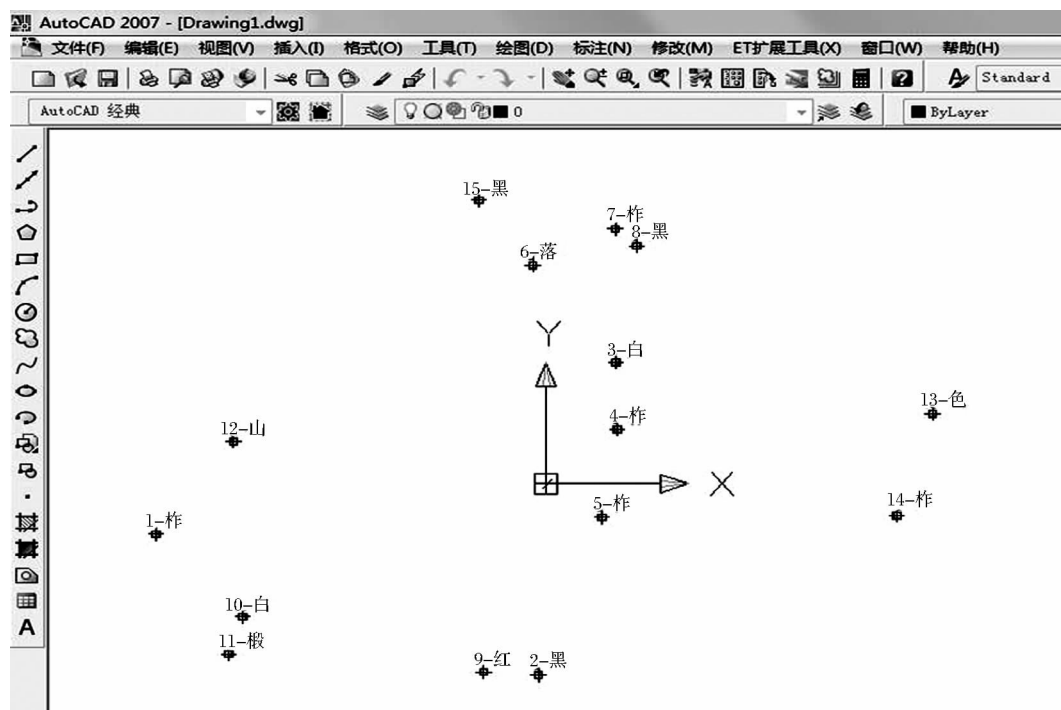 AutoCAD 2007 - [Drawing1.dwg]
文件(F) 编辑(E) 视图(V) 插入(I) 格式(O) 工具(T) 绘图(D) 标注(N) 修改(M) ET扩展工具(X) 窗口(W) 帮助(H)
Standard
AutoCAD 经典 0 ByLayer
15-黑
7-柞
8-黑
6-落
Y
3-白
13-色
4-柞
12-山
X
5-柞
14-柞
1-柞
10-白
11-椴
9-红 2-黑
A